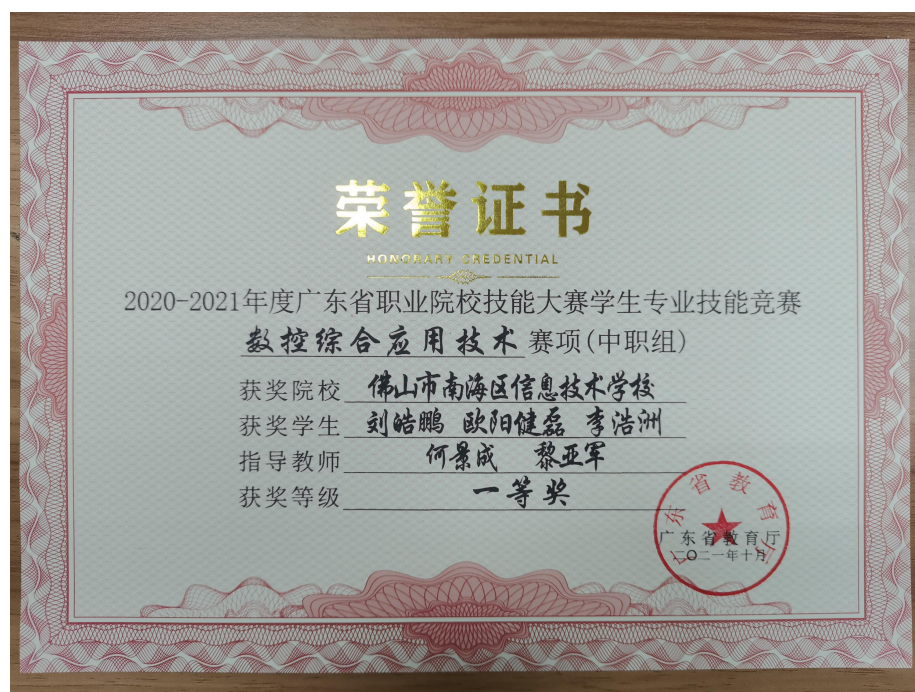 荣誉证书
HONORARY CREDENTIAL
2020-2021年度广东省职业院校技能大赛学生专业技能竞赛
数控综合应用技术赛项(中职组)
获奖院校 佛山市南海区信息技术学校
获奖学生 刘皓鹏 欧阳健磊 李浩洲
指导教师 何景成 黎亚军
获奖等级 一等奖
广东省教育厅
广东省教育厅
二〇二一年十月